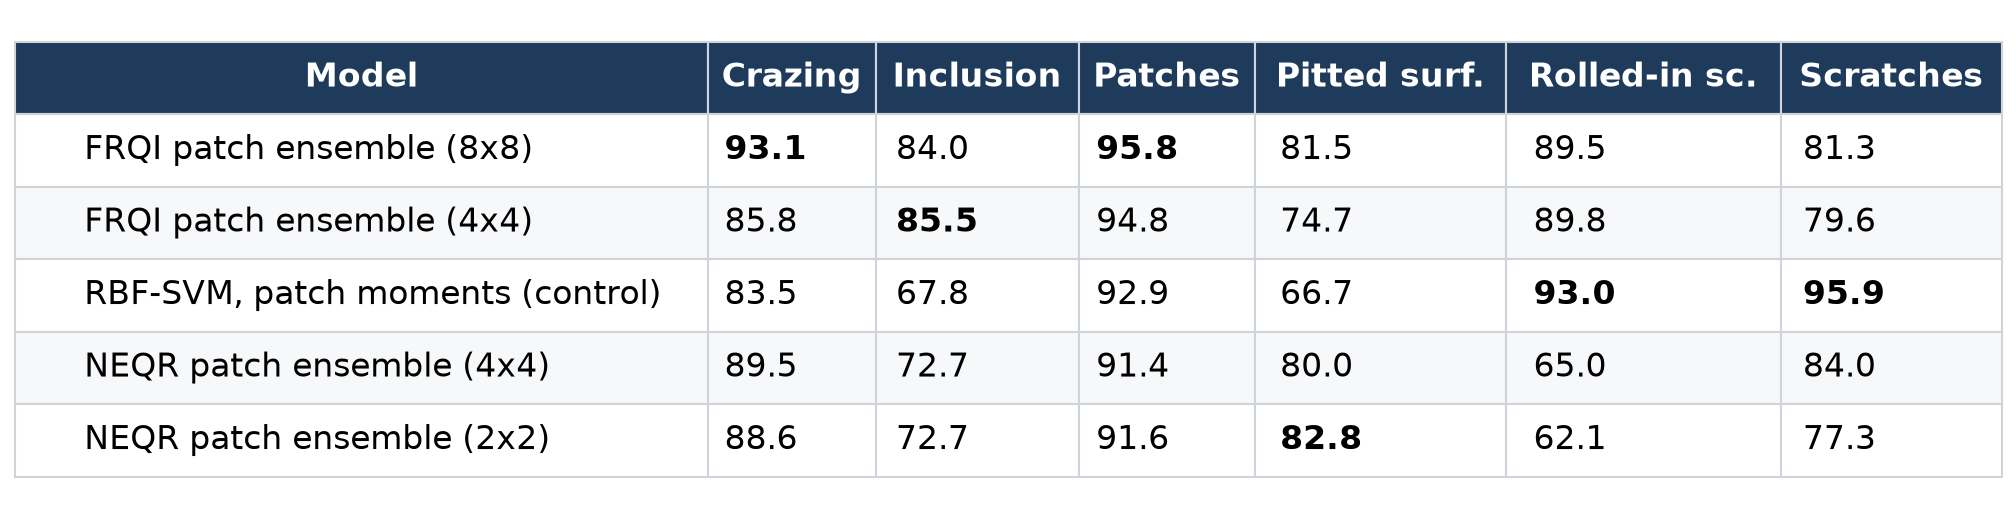 Model Crazing Inclusion Patches Pitted surf. Rolled-in sc. Scratches
FRQI patch ensemble (8x8) 93.1 84.0 95.8 81.5 89.5 81.3
FRQI patch ensemble (4x4) 85.8 85.5 94.8 74.7 89.8 79.6
RBF-SVM, patch moments (control) 83.5 67.8 92.9 66.7 93.0 95.9
NEQR patch ensemble (4x4) 89.5 72.7 91.4 80.0 65.0 84.0
NEQR patch ensemble (2x2) 88.6 72.7 91.6 82.8 62.1 77.3